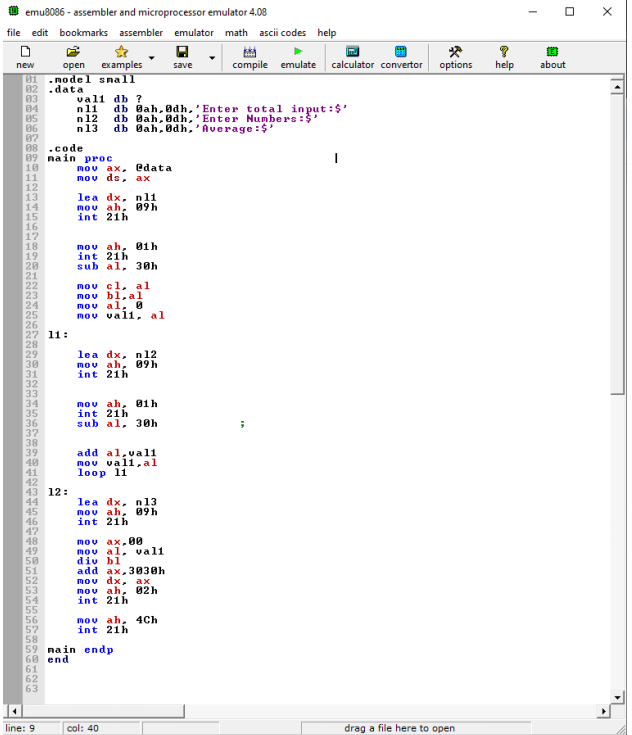 emu8086 - assembler and microprocessor emulator 4.08
file edit bookmarks assembler emulator math ascii codes help
new open examples save compile emulate calculator convertor options help about
01 .model small
02 .data
03 val1 db ?
04 nl1 db 0ah,0dh,'Enter total input:$'
05 nl2 db 0ah,0dh,'Enter Numbers:$'
06 nl3 db 0ah,0dh,'Average:$'
07
08 .code
09 main proc
10 mov ax, @data
11 mov ds, ax
12
13 lea dx, nl1
14 mov ah, 09h
15 int 21h
16
17
18 mov ah, 01h
19 int 21h
20 sub al, 30h
21
22 mov cl, al
23 mov bl,al
24 mov al, 0
25 mov val1, al
26
27 l1:
28
29 lea dx, nl2
30 mov ah, 09h
31 int 21h
32
33
34 mov ah, 01h
35 int 21h
36 sub al, 30h ;
37
38
39 add al,val1
40 mov val1,al
41 loop l1
42
43 l2:
44 lea dx, nl3
45 mov ah, 09h
46 int 21h
47
48 mov ax,00
49 mov al, val1
50 div bl
51 add ax,3030h
52 mov dx, ax
53 mov ah, 02h
54 int 21h
55
56 mov ah, 4Ch
57 int 21h
58
59 main endp
60 end
61
62
63
line: 9 col: 40 drag a file here to open